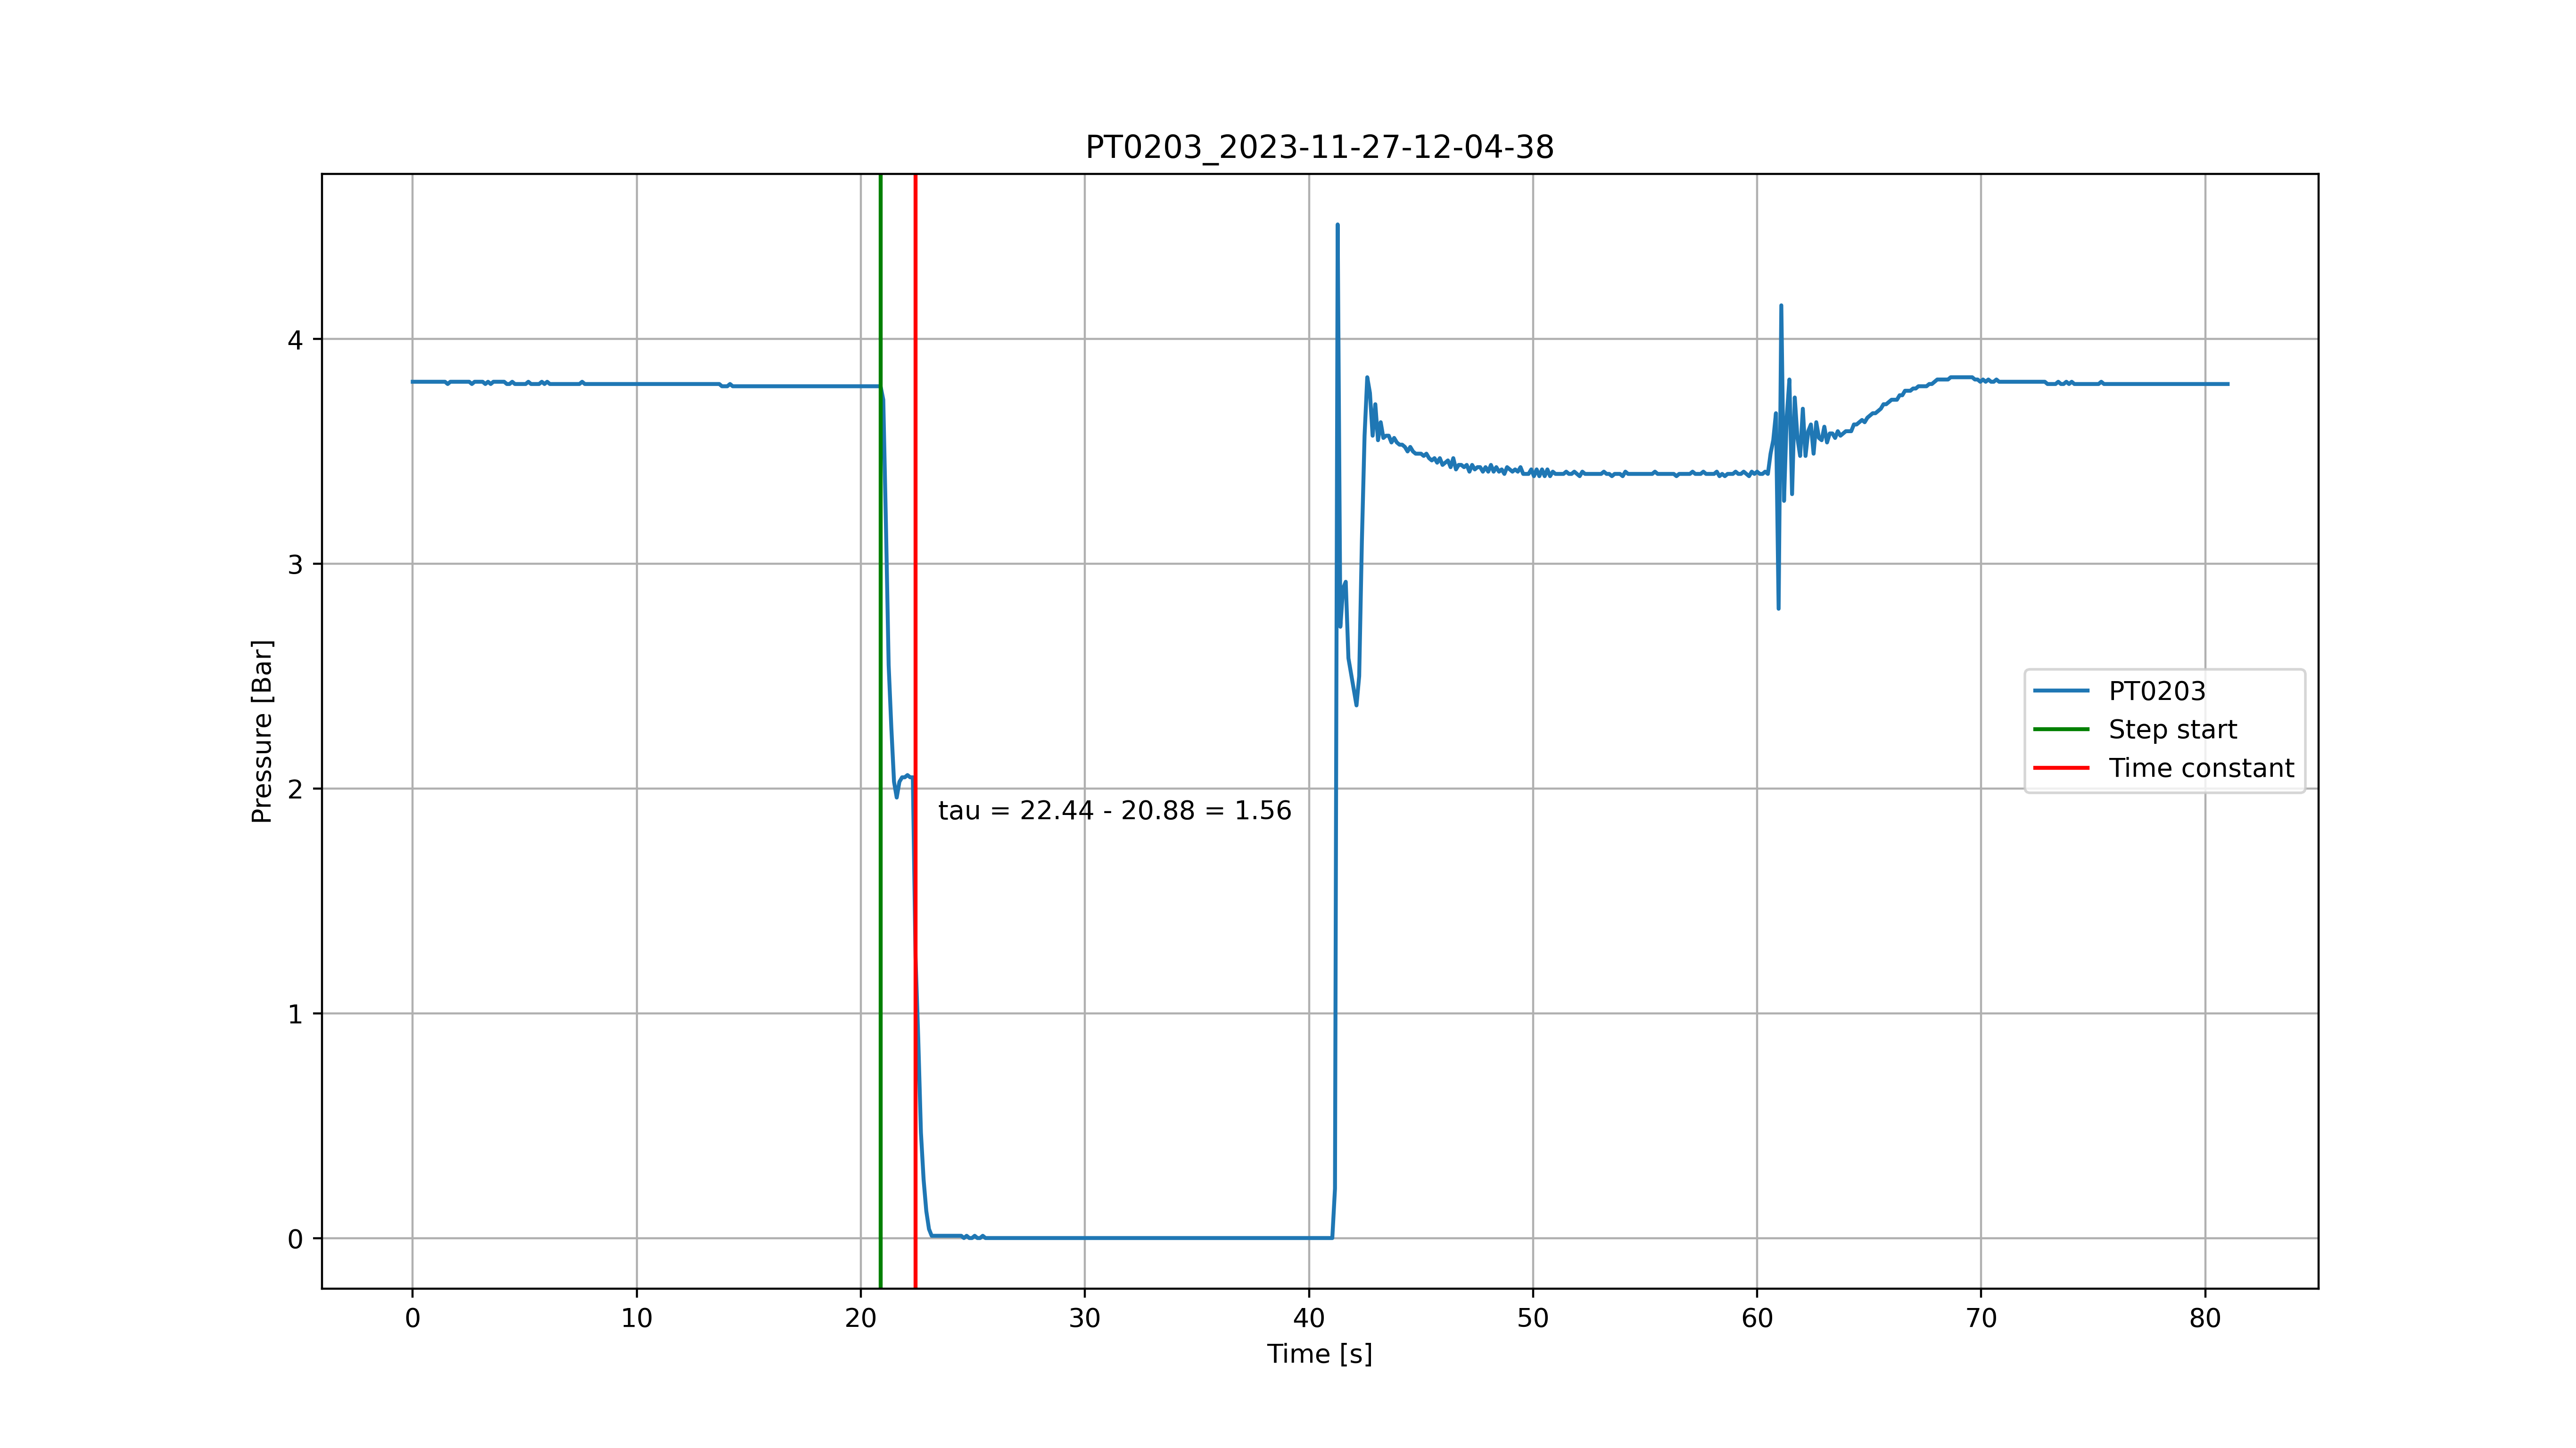 PT0203_2023-11-27-12-04-38
Pressure [Bar]
4
3
2
1
0
tau = 22.44 - 20.88 = 1.56
PT0203
Step start
Time constant
0 10 20 30 40 50 60 70 80
Time [s]